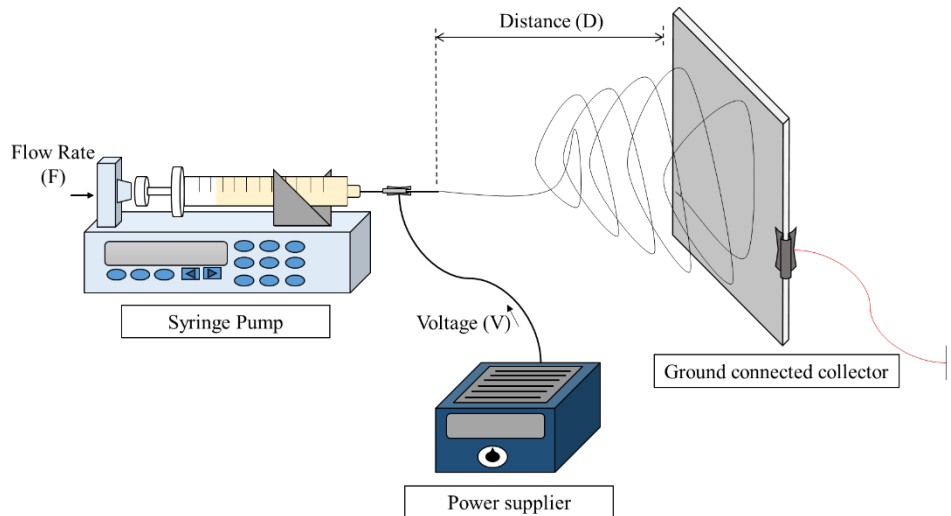 Distance (D)
Flow Rate
(F)
Syringe Pump
Voltage (V)
Ground connected collector
Power supplier